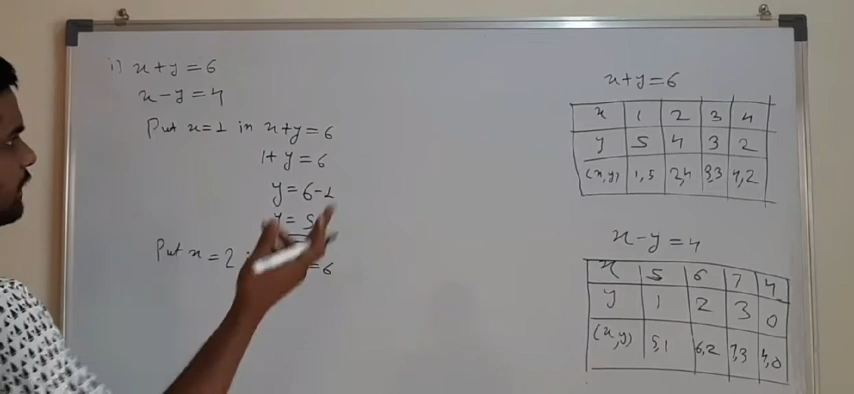 i) x + y = 6
x - y = 4
Put x = 1 in x + y = 6
1 + y = 6
y = 6 - 1
y = 5
Put x = 2 = 6
x + y = 6
x 1 2 3 4
y 5 4 3 2
(x,y) 1,5 2,4 3,3 4,2
x - y = 4
x 5 6 7 4
y 1 2 3 0
(x,y) 5,1 6,2 7,3 4,0